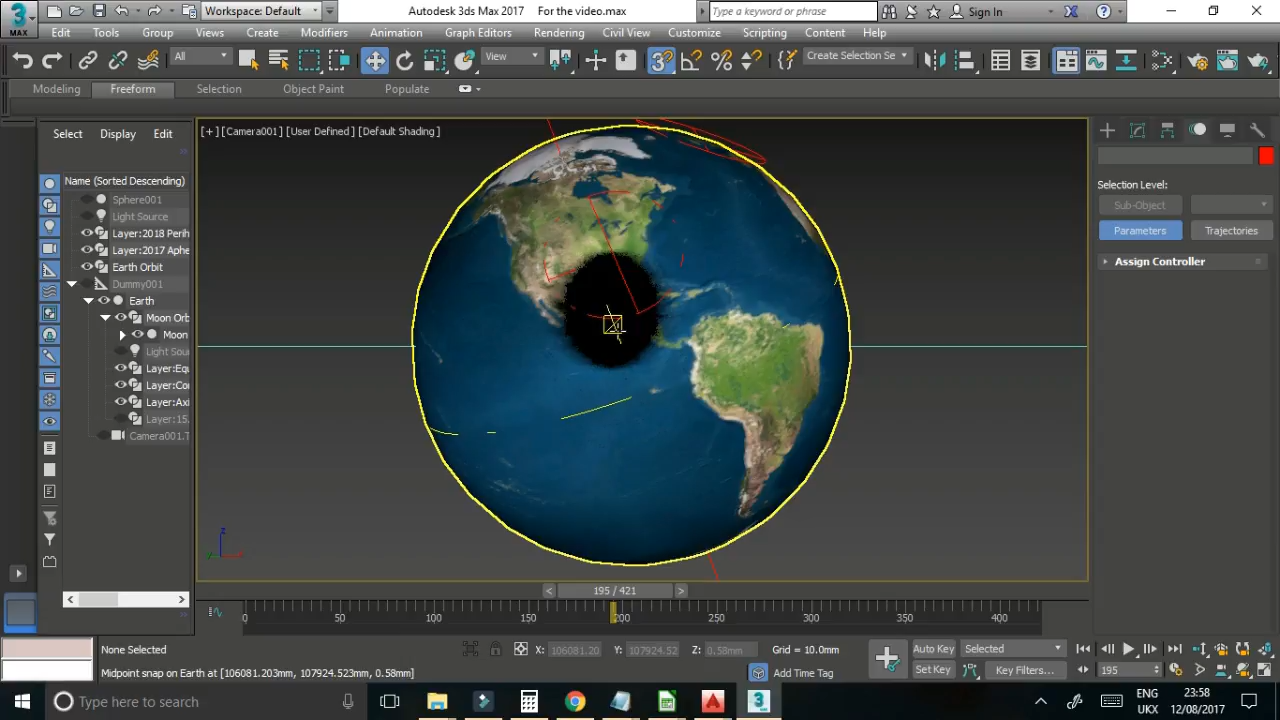 3
MAX
Workspace: Default
Autodesk 3ds Max 2017    For the video.max
Type a keyword or phrase
Sign In
Edit Tools Group Views Create Modifiers Animation Graph Editors Rendering Civil View Customize Scripting Content Help
All
View
Create Selection Se
Modeling Freeform Selection Object Paint Populate
Select Display Edit
[+] [Camera001] [User Defined] [Default Shading]
Name (Sorted Descending)
Sphere001
Light Source
Layer:2018 Perih
Layer:2017 Aphe
Earth Orbit
Dummy001
Earth
Moon Orb
Moon
Light Sou
Layer:Equ
Layer:Cou
Layer:Axi
Layer:15.
Camera001.T
Selection Level:
Sub-Object
Parameters Trajectories
Assign Controller
z
195 / 421
0 50 100 150 200 250 300 350 400
None Selected
X: 106081.20 Y: 107924.52 Z: 0.58mm Grid = 10.0mm
Auto Key Selected
Midpoint snap on Earth at [106081.203mm, 107924.523mm, 0.58mm]
Add Time Tag
Set Key Key Filters...
195
Type here to search
ENG
UKX
23:58
12/08/2017